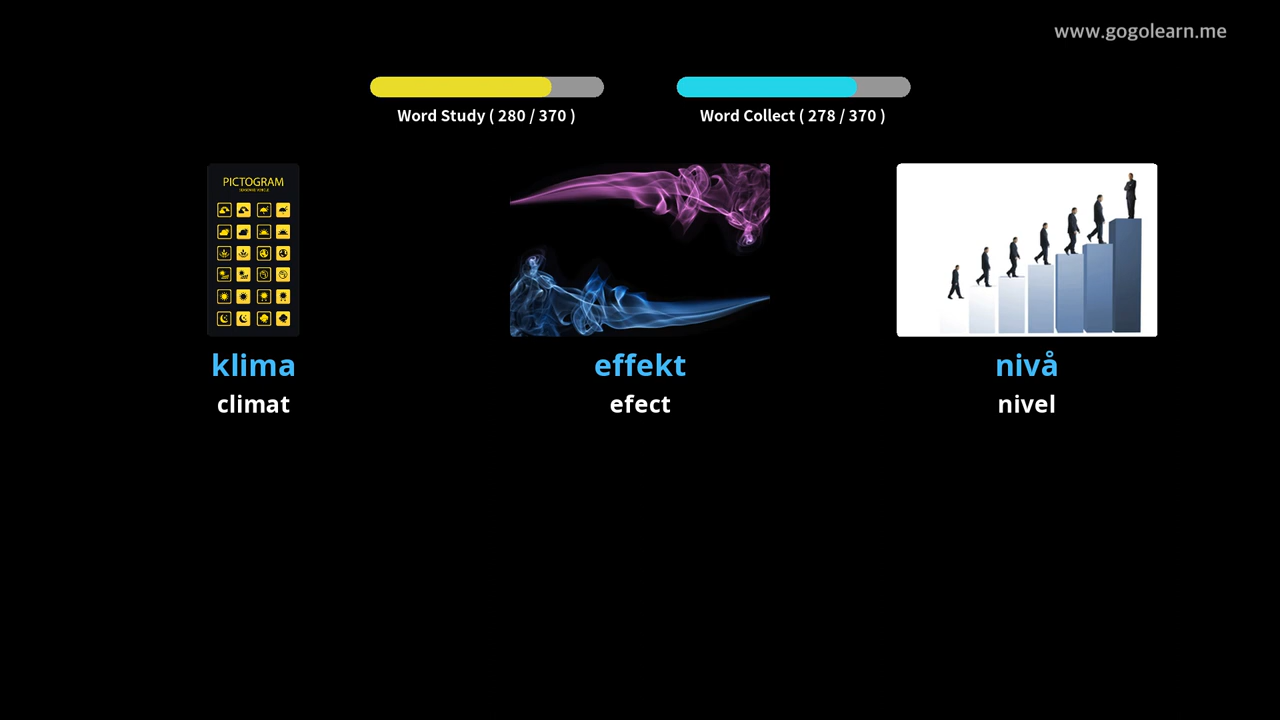 www.gogolearn.me
Word Study ( 280 / 370 )
Word Collect ( 278 / 370 )
PICTOGRAM
klima
effekt
nivå
climat
efect
nivel